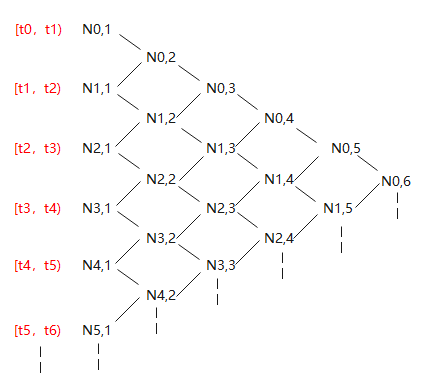 [t0，t1) N0,1
N0,2
[t1，t2) N1,1 N0,3
N1,2 N0,4
[t2，t3) N2,1 N1,3 N0,5
N2,2 N1,4 N0,6
[t3，t4) N3,1 N2,3 N1,5
N3,2 N2,4
[t4，t5) N4,1 N3,3
N4,2
[t5，t6) N5,1